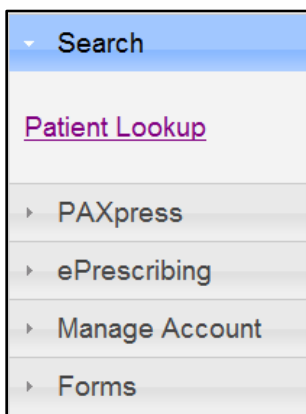 Search
Patient Lookup
PAXpress
ePrescribing
Manage Account
Forms